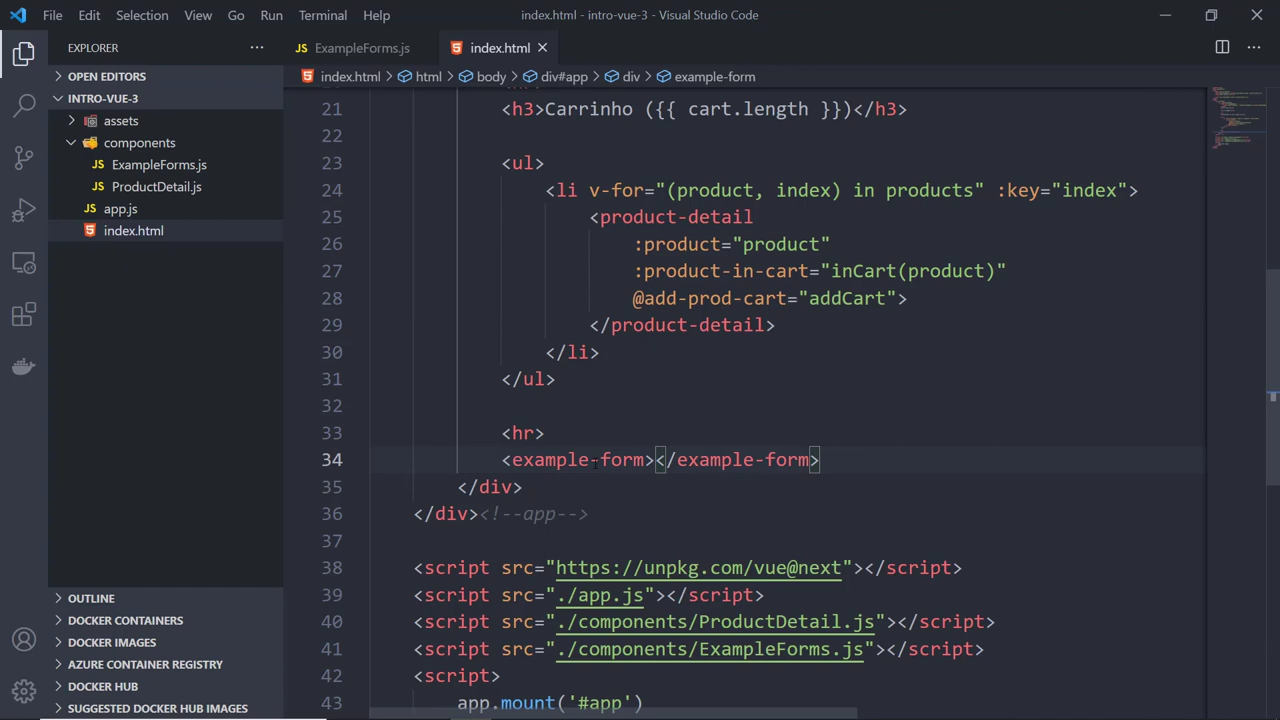 File Edit Selection View Go Run Terminal Help index.html - intro-vue-3 - Visual Studio Code
EXPLORER
OPEN EDITORS
INTRO-VUE-3
assets
components
JS ExampleForms.js
JS ProductDetail.js
JS app.js
index.html
OUTLINE
DOCKER CONTAINERS
DOCKER IMAGES
AZURE CONTAINER REGISTRY
DOCKER HUB
SUGGESTED DOCKER HUB IMAGES
JS ExampleForms.js index.html
index.html > html > body > div#app > div > example-form
21 <h3>Carrinho ({{ cart.length }})</h3>
22
23 <ul>
24 <li v-for="(product, index) in products" :key="index">
25 <product-detail
26 :product="product"
27 :product-in-cart="inCart(product)"
28 @add-prod-cart="addCart">
29 </product-detail>
30 </li>
31 </ul>
32
33 <hr>
34 <example-form></example-form>
35 </div>
36 </div><!--app-->
37
38 <script src="https://unpkg.com/vue@next"></script>
39 <script src="./app.js"></script>
40 <script src="./components/ProductDetail.js"></script>
41 <script src="./components/ExampleForms.js"></script>
42 <script>
43 app.mount('#app')